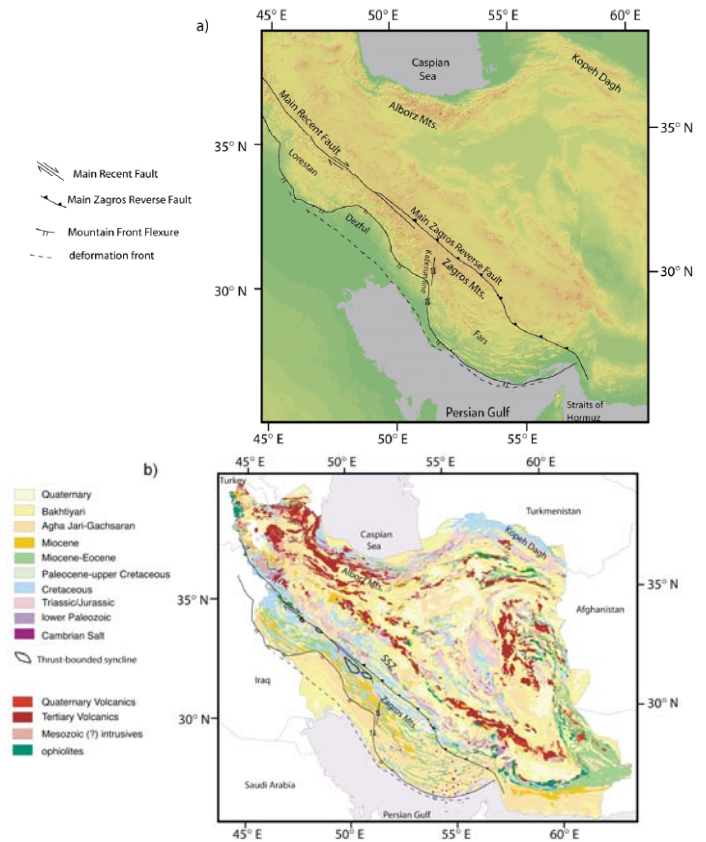 a)
45° E
50° E
55° E
60° E
Caspian
Sea
Kopeh Dagh
Alborz Mts.
35° N
35° N
Main Recent Fault
Lorestan
Main Recent Fault
Main Zagros Reverse Fault
Mountain Front Flexure
deformation front
Dezful
Main Zagros Reverse Fault
Kazerun line
Zagros Mts.
30° N
30° N
Fars
Persian Gulf
Straits of
Hormuz
45° E
50° E
55° E
b)
45° E
50° E
55° E
60° E
Quaternary
Bakhtiyari
Agha Jari-Gachsaran
Miocene
Miocene-Eocene
Paleocene-upper Cretaceous
Cretaceous
Triassic/Jurassic
lower Paleozoic
Cambrian Salt
Thrust-bounded syncline
Quaternary Volcanics
Tertiary Volcanics
Mesozoic (?) intrusives
ophiolites
Turkey
Turkmenistan
Caspian
Sea
Kopeh Dagh
Alborz Mts.
35° N
35° N
Afghanistan
SSZ
Iraq
Zagros Mts.
30° N
30° N
Saudi Arabia
Persian Gulf
45° E
50° E
55° E
60° E